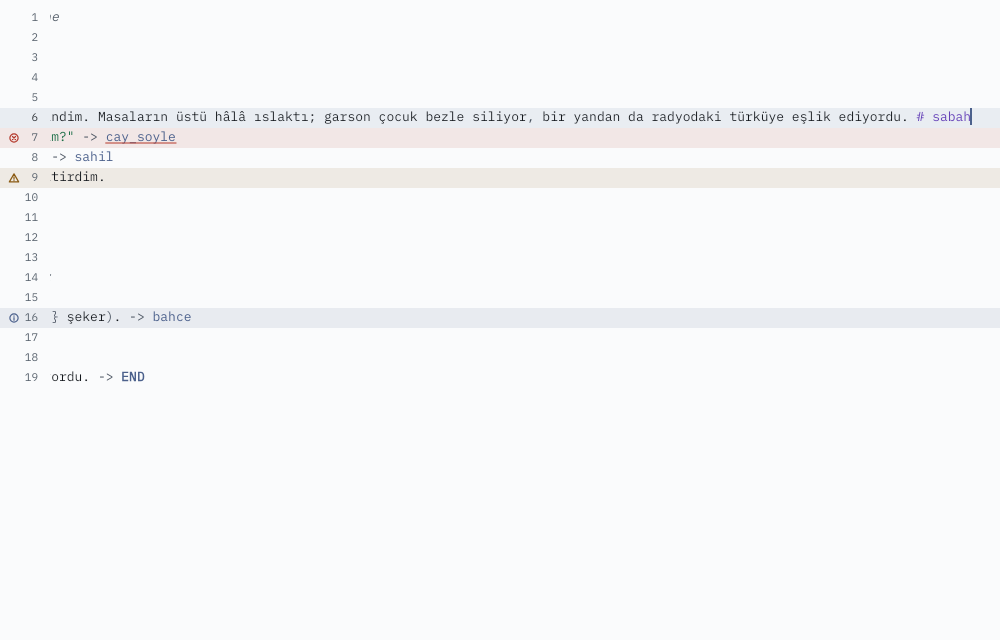 1
2
3
4
5
6 ndim. Masaların üstü hâlâ ıslaktı; garson çocuk bezle siliyor, bir yandan da radyodaki türküye eşlik ediyordu. # sabah
7 m?" -> cay_soyle
8 -> sahil
9 tirdim.
10
11
12
13
14
15
16 } şeker). -> bahce
17
18
19 ordu. -> END